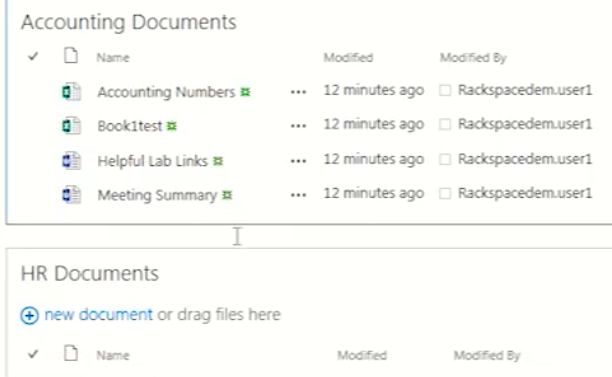 Accounting Documents
Name Modified Modified By
Accounting Numbers ... 12 minutes ago Rackspacedem.user1
Book1test ... 12 minutes ago Rackspacedem.user1
Helpful Lab Links ... 12 minutes ago Rackspacedem.user1
Meeting Summary ... 12 minutes ago Rackspacedem.user1
HR Documents
new document or drag files here
Name Modified Modified By